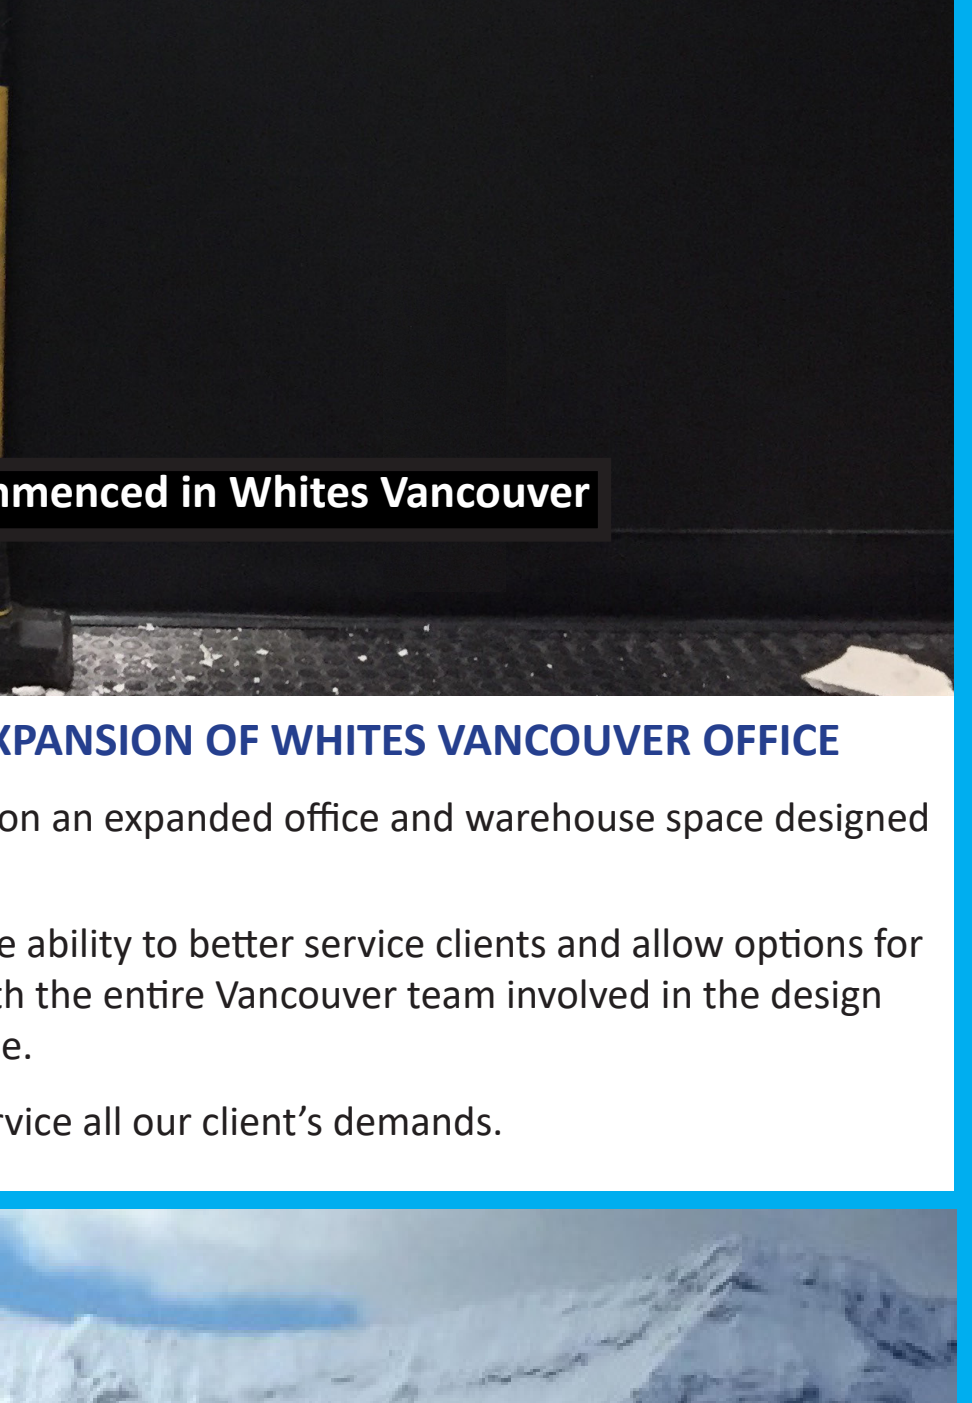 mmenced in Whites Vancouver
XPANSION OF WHITES VANCOUVER OFFICE
on an expanded office and warehouse space designed
e ability to better service clients and allow options for
th the entire Vancouver team involved in the design
e.
rvice all our client’s demands.